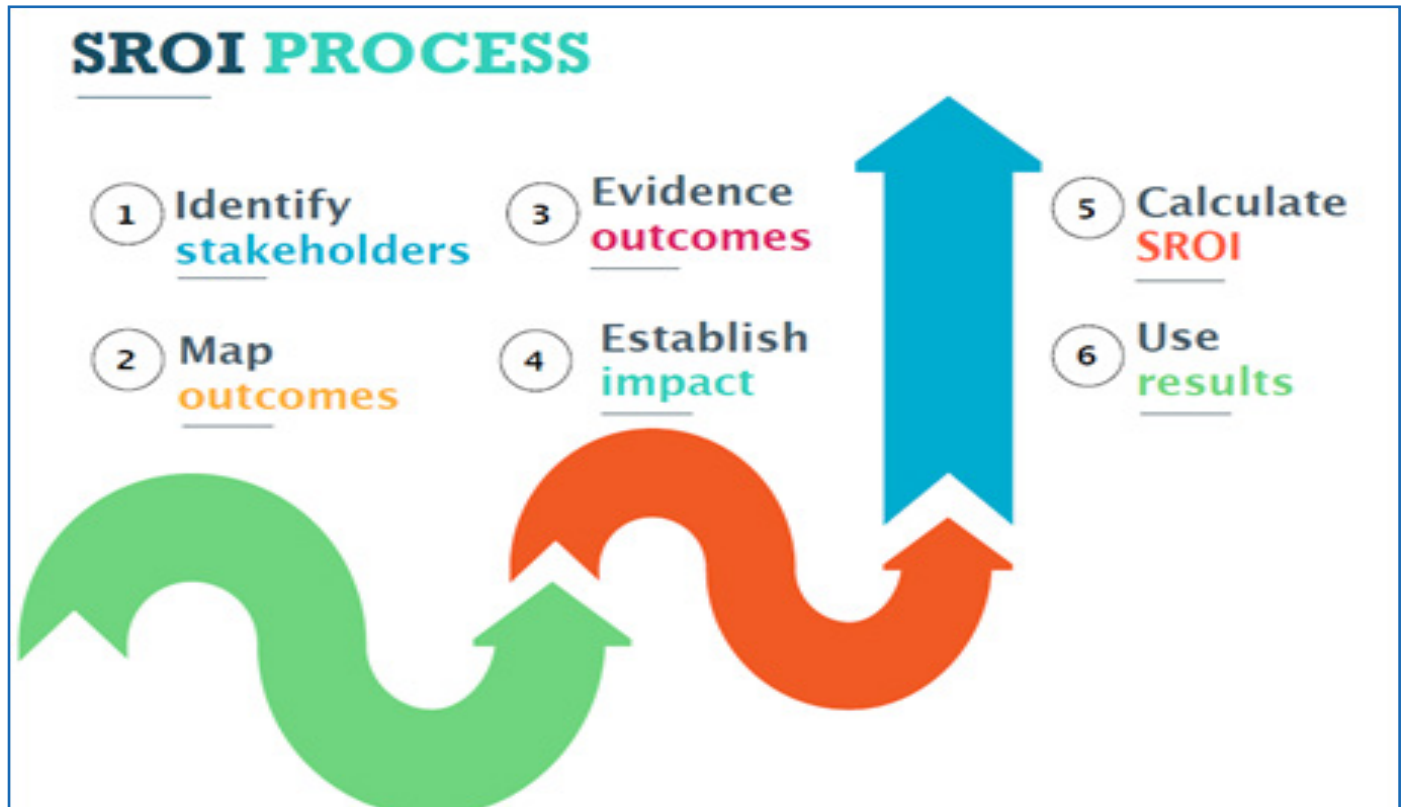 SROI PROCESS
1 Identify
stakeholders
2 Map
outcomes
3 Evidence
outcomes
4 Establish
impact
5 Calculate
SROI
6 Use
results